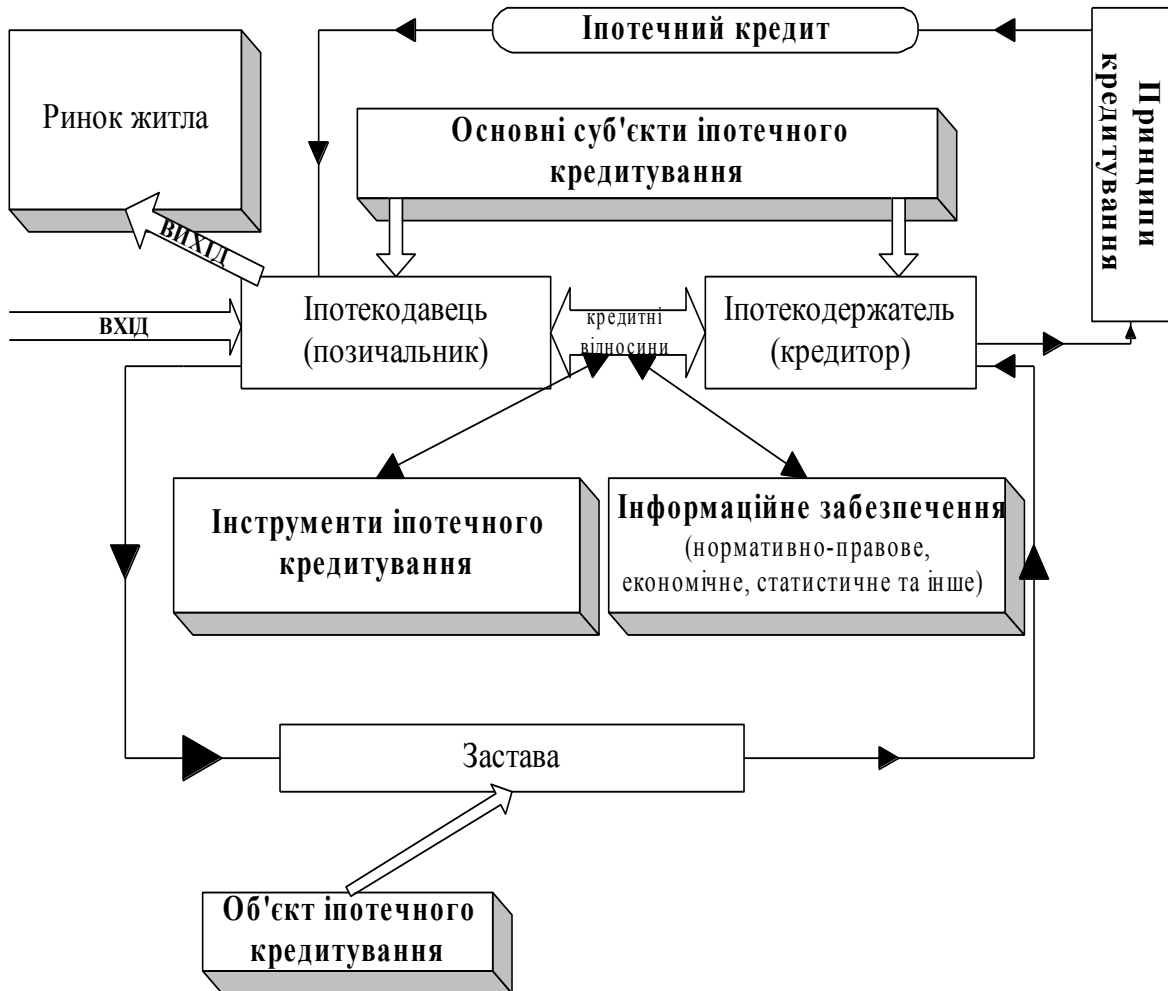 Іпотечний кредит
Принципи
кредитування
Ринок житла
Основні суб'єкти іпотечного
кредитування
ВИХІД
ВХІД
Іпотекодавець
(позичальник)
кредитні
відносини
Іпотекодержатель
(кредитор)
Інструменти іпотечного
кредитування
Інформаційне забезпечення
(нормативно-правове,
економічне, статистичне та інше)
Застава
Об'єкт іпотечного
кредитування